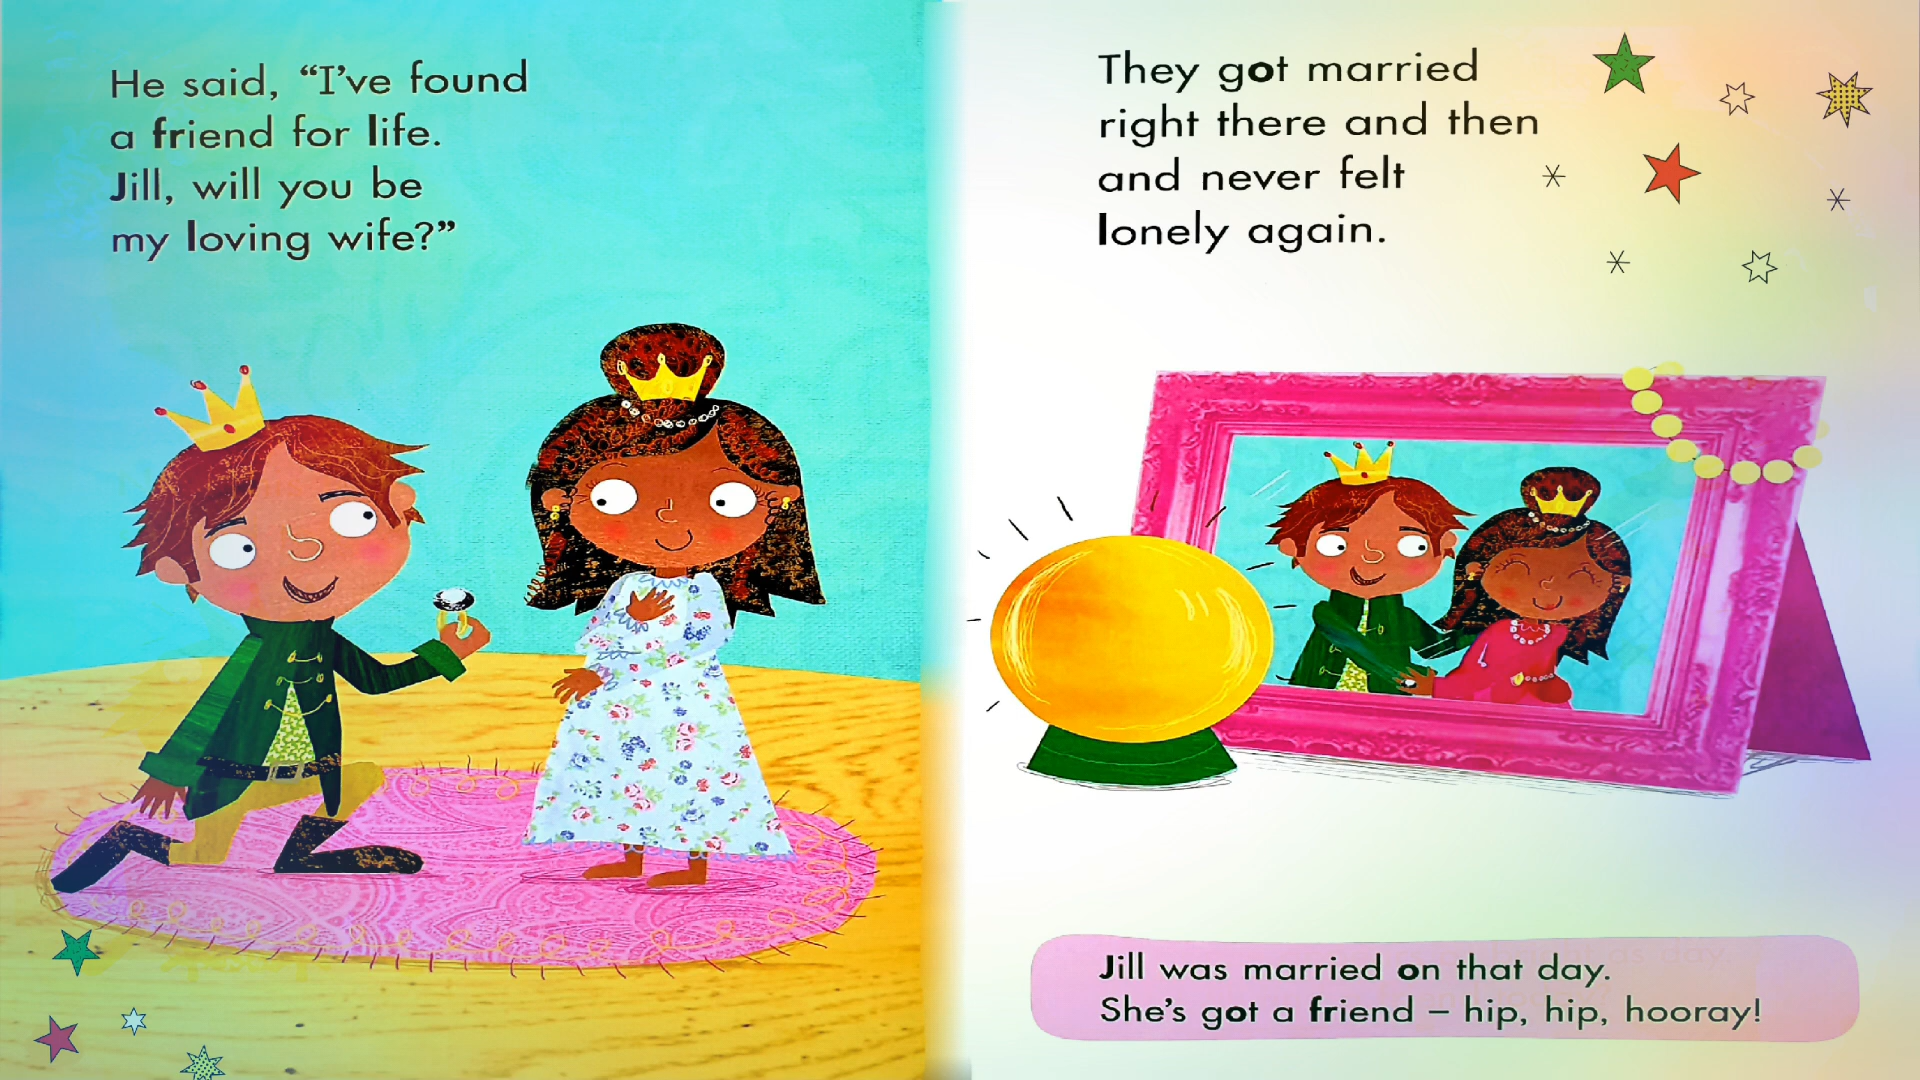 He said, “I’ve found
a friend for life.
Jill, will you be
my loving wife?”
They got married
right there and then
and never felt
lonely again.
Jill was married on that day.
She’s got a friend – hip, hip, hooray!